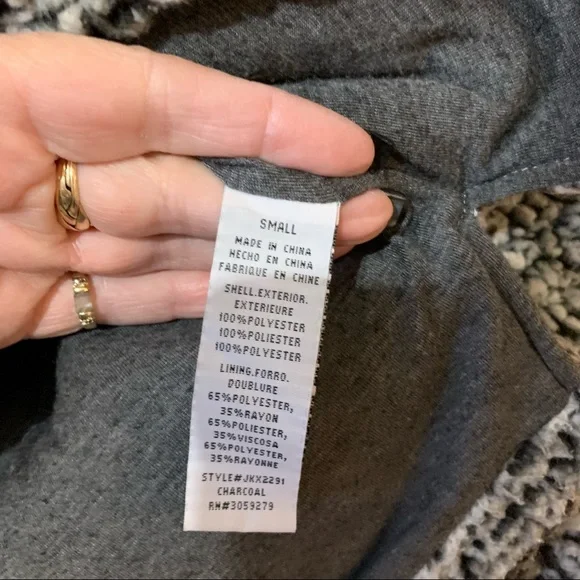 SMALL
MADE IN CHINA
HECHO EN CHINA
FABRIQUE EN CHINE
SHELL.EXTERIOR.
EXTERIEURE
100%POLYESTER
100%POLIESTER
100%POLYESTER
LINING.FORRO.
DOUBLURE
65%POLYESTER,
35%RAYON
65%POLIESTER,
35%VISCOSA
65%POLYESTER,
35%RAYONNE
STYLE#JKX2291
CHARCOAL
RN#3059279